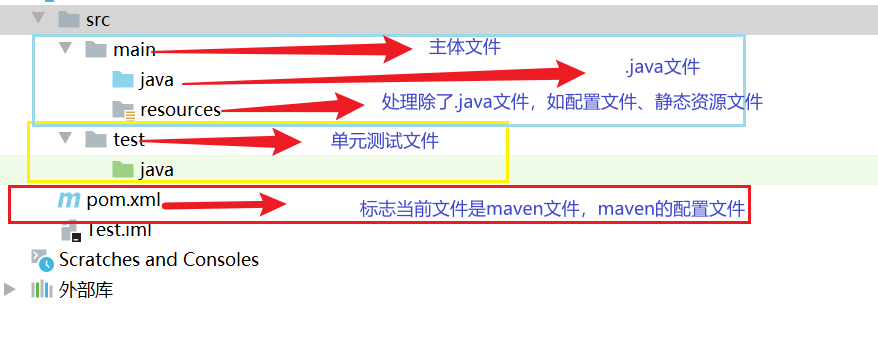 src
main 主体文件
java .java文件
resources 处理除了.java文件，如配置文件、静态资源文件
test 单元测试文件
java
pom.xml 标志当前文件是maven文件，maven的配置文件
Test.iml
Scratches and Consoles
外部库